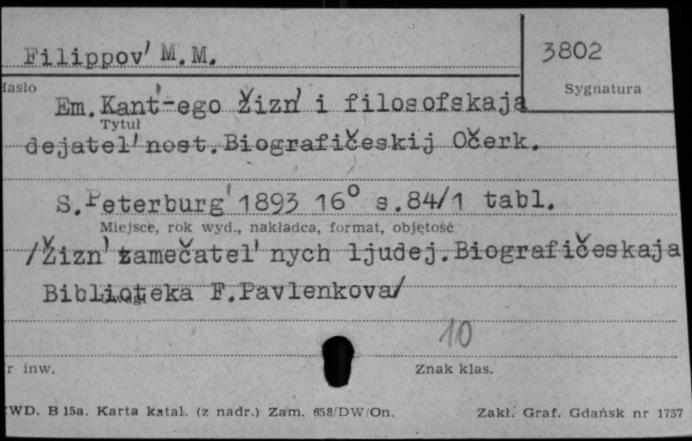 Filippov' M.M.
3802
Hasło
Sygnatura
Em.Kant'-ego Žizn' i filosofskaja
Tytuł
dejatel'nost.Biografičeskij Očerk.
S.Peterburg' 1893 16° s.84/1 tabl.
Miejsce, rok wyd., nakładca, format, objętość
/Žizn' zamečatel' nych ljudej.Biografičeskaja
Biblioteka F.Pavlenkova/
10
r inw.
Znak klas.
WD. B 15a. Karta katal. (z nadr.) Zam. 658/DW/On.
Zakł. Graf. Gdańsk nr 1757